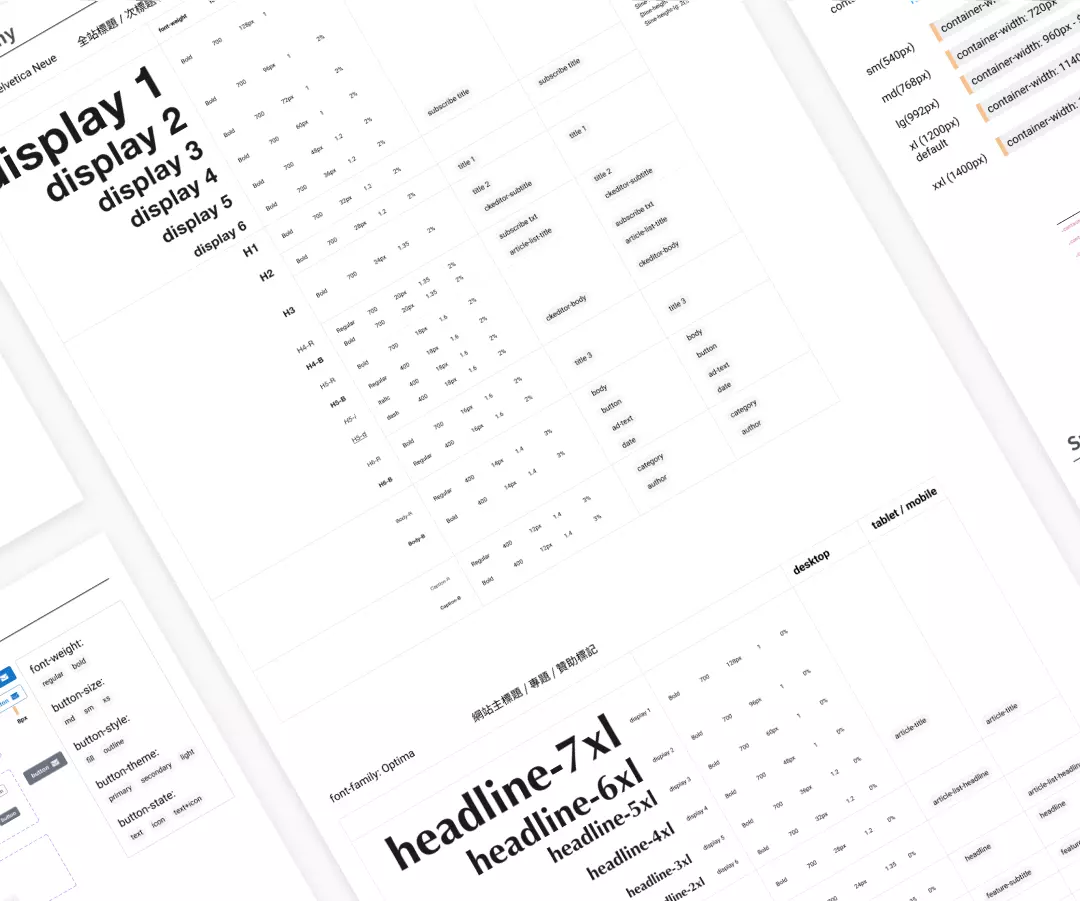 elvetica Neue
全站標題 / 次標題
font-weight
display 1
display 2
display 3
display 4
display 5
display 6
H1
H2
H3
H4-R
H4-B
H5-R
H5-B
H5-i
H5-d
H6-R
H6-B
Body-R
Body-B
Caption-R
Caption-B
Bold 700 128px 1 2%
Bold 700 96px 1 2%
Bold 700 72px 1 2%
Bold 700 60px 1 2%
Bold 700 48px 1.2 2%
Bold 700 36px 1.2 2%
Bold 700 32px 1.2 2%
Bold 700 28px 1.2 2%
Bold 700 24px 1.35 2%
Regular 700 20px 1.35 2%
Bold 700 20px 1.35 2%
Bold 700 18px 1.6 2%
Regular 400 18px 1.6 2%
Italic 400 18px 1.6 2%
dash 400 18px 1.6 2%
Bold 700 16px 1.6 2%
Regular 400 16px 1.6 2%
Regular 400 14px 1.4 3%
Bold 400 14px 1.4 3%
Regular 400 12px 1.4 3%
Bold 400 12px 1.4 3%
subscribe title
title 1
title 2
ckeditor-subtitle
subscribe txt
article-list-title
ckeditor-body
title 3
body
button
ad-text
date
category
author
subscribe title
title 1
title 2
ckeditor-subtitle
subscribe txt
article-list-title
ckeditor-body
title 3
body
button
ad-text
date
category
author
sm(540px)
md(768px)
lg(992px)
xl (1200px)
default
xxl (1400px)
container-width: 720px
container-width: 960px
container-width: 1140
container-width:
font-weight:
regular bold
button-size:
md sm xs
button-style:
fill outline
button-theme:
primary secondary light
button-state:
text icon text+icon
8px
button
button
font-family: Optima
網站主標題 / 專題 / 贊助標記
desktop
tablet / mobile
headline-7xl
headline-6xl
headline-5xl
headline-4xl
headline-3xl
headline-2xl
display 1
display 2
display 3
display 4
display 5
display 6
Bold 700 128px 1 0%
Bold 700 96px 1 0%
Bold 700 60px 1 0%
Bold 700 48px 1 0%
Bold 700 36px 1.2 0%
Bold 700 32px 1.2 0%
Bold 700 28px 1.2 0%
Bold 700 24px 1.35 0%
article-title
article-list-headline
headline
feature-subtitle
article-title
headline